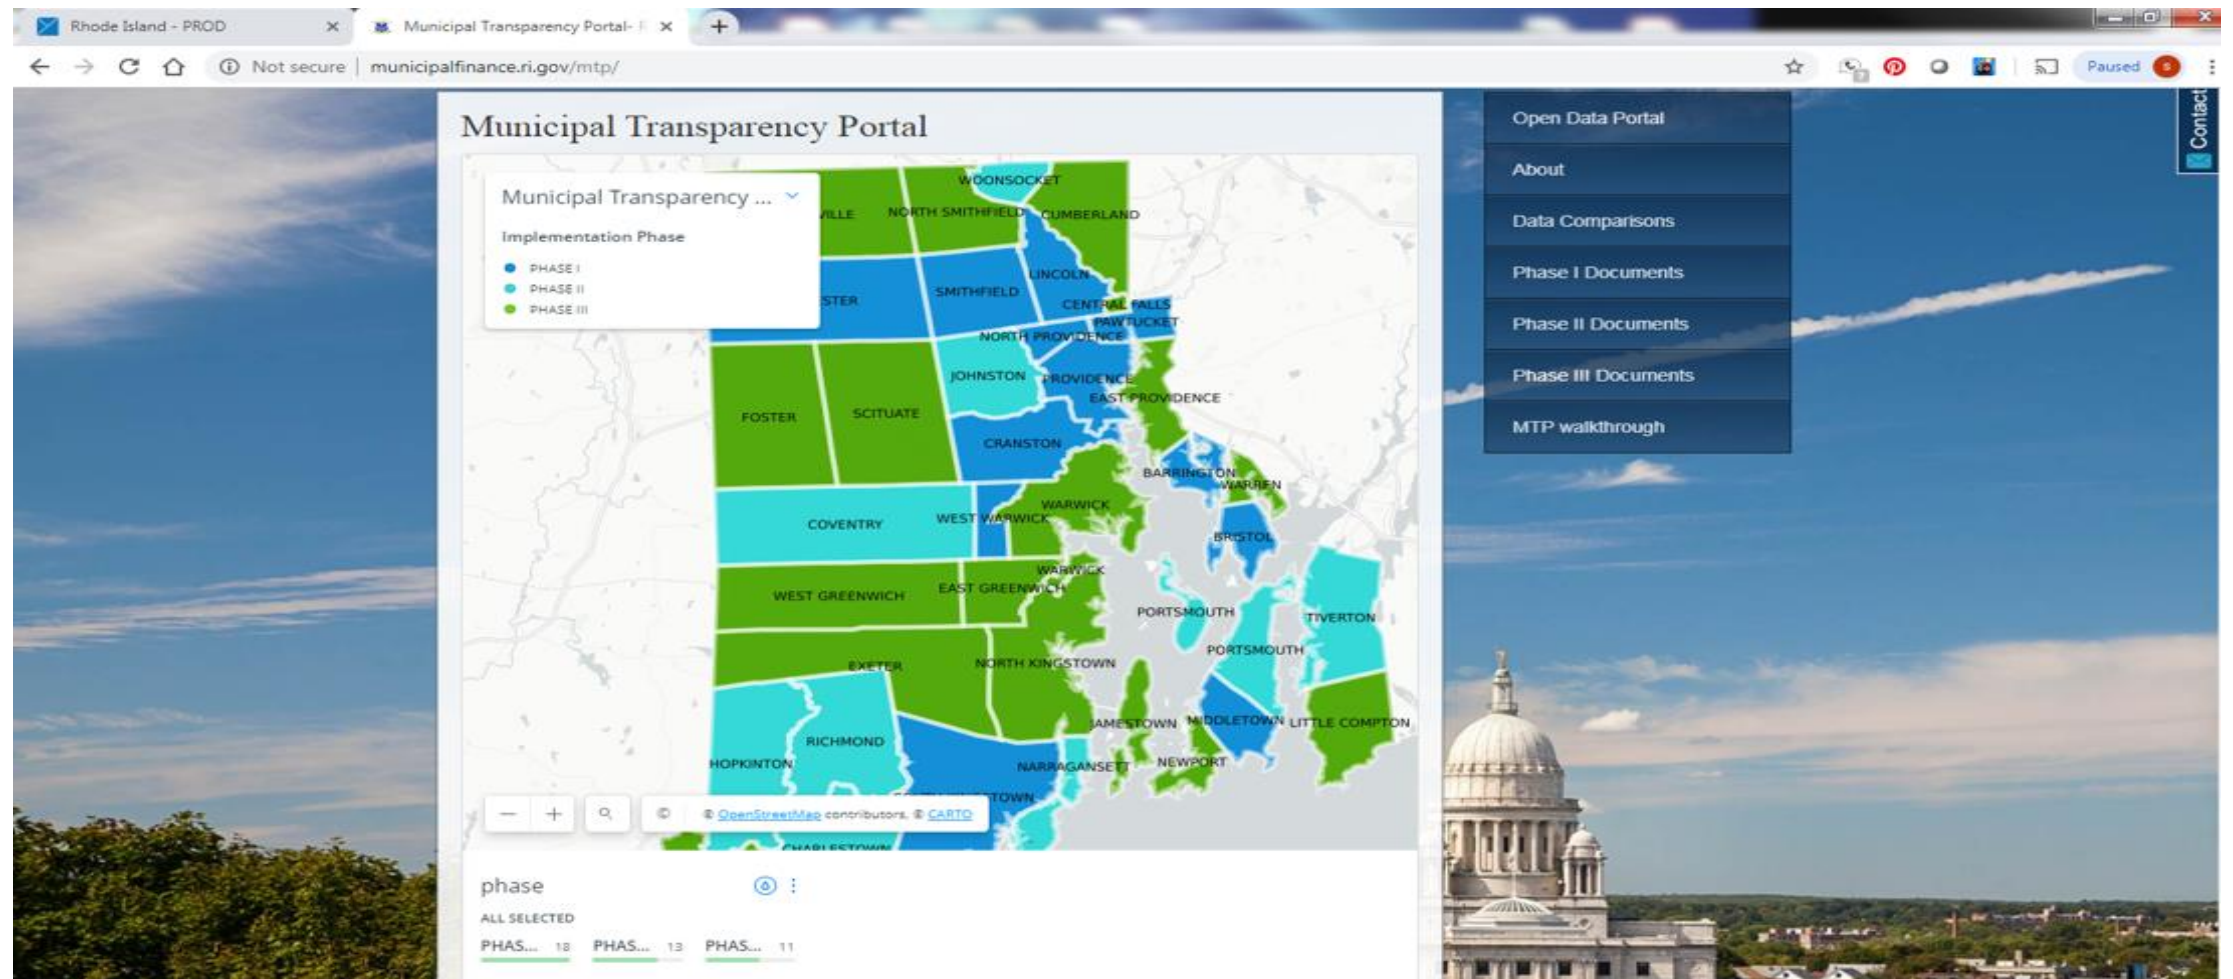 Rhode Island - PROD
Municipal Transparency Portal-
Not secure | municipalfinance.ri.gov/mtp/
Paused
S
Contact
Municipal Transparency Portal
Municipal Transparency ...
Implementation Phase
PHASE I
PHASE II
PHASE III
WOONSOCKET
VILLE
NORTH SMITHFIELD
CUMBERLAND
STER
SMITHFIELD
LINCOLN
CENTRAL FALLS
PAWTUCKET
NORTH PROVIDENCE
JOHNSTON
PROVIDENCE
EAST PROVIDENCE
FOSTER
SCITUATE
CRANSTON
BARRINGTON
WARREN
COVENTRY
WEST WARWICK
WARWICK
BRISTOL
WEST GREENWICH
EAST GREENWICH
WARWICK
PORTSMOUTH
TIVERTON
PORTSMOUTH
EXETER
NORTH KINGSTOWN
JAMESTOWN
MIDDLETOWN
LITTLE COMPTON
RICHMOND
HOPKINTON
NARRAGANSETT
NEWPORT
TOWN
© OpenStreetMap contributors, © CARTO
CHARLESTOWN
phase
ALL SELECTED
PHAS... 18
PHAS... 13
PHAS... 11
Open Data Portal
About
Data Comparisons
Phase I Documents
Phase II Documents
Phase III Documents
MTP walkthrough